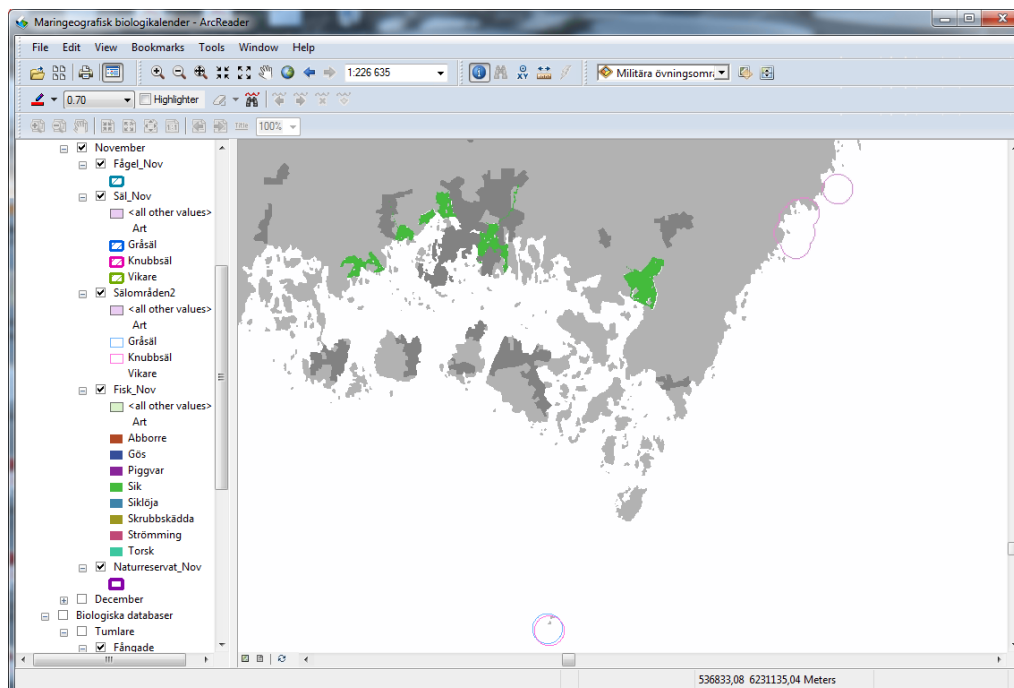 Maringeografisk biologikalender - ArcReader
File Edit View Bookmarks Tools Window Help
1:226 635
Militära övningsomr
0.70 Highlighter
Title 100%
November
Fågel_Nov
Säl_Nov
<all other values>
Art
Gråsäl
Knubbsäl
Vikare
Sälområden2
<all other values>
Art
Gråsäl
Knubbsäl
Vikare
Fisk_Nov
<all other values>
Art
Abborre
Gös
Piggvar
Sik
Siklöja
Skrubbskädda
Strömming
Torsk
Naturreservat_Nov
December
Biologiska databaser
Tumlare
Fångade
536833,08 6231135,04 Meters